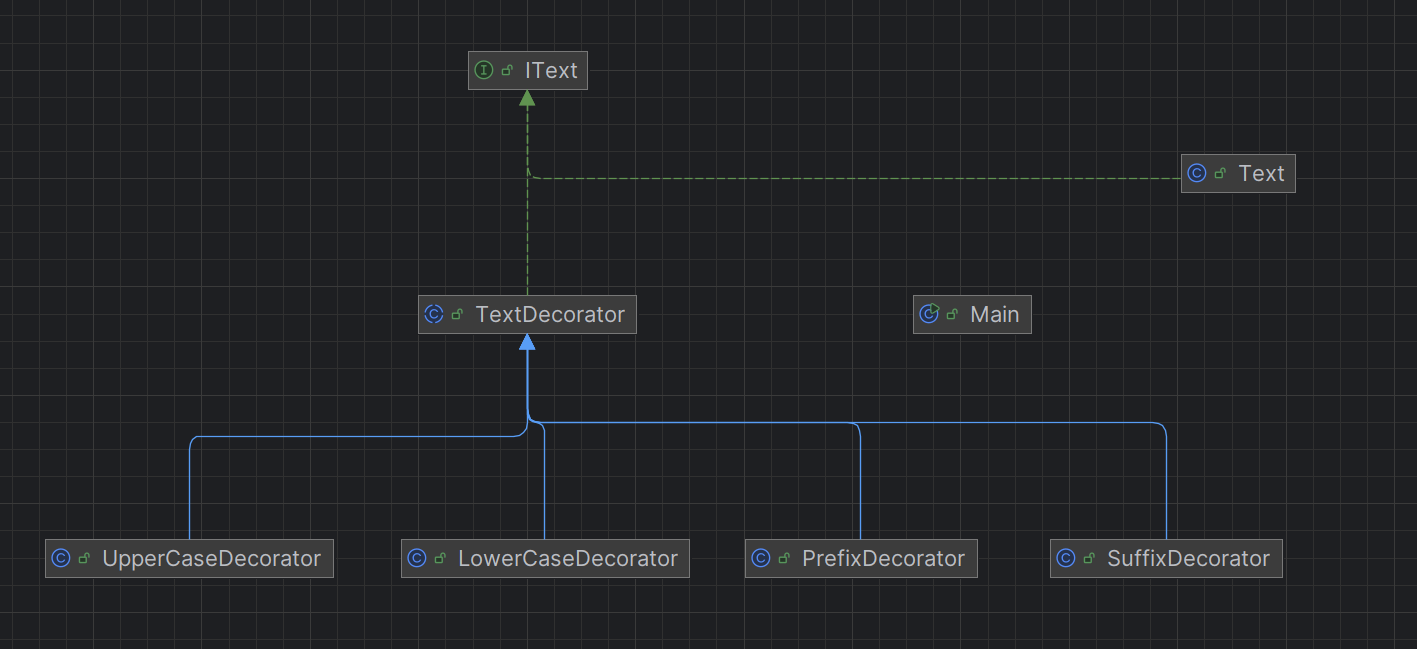 IText
Text
TextDecorator
Main
UpperCaseDecorator
LowerCaseDecorator
PrefixDecorator
SuffixDecorator